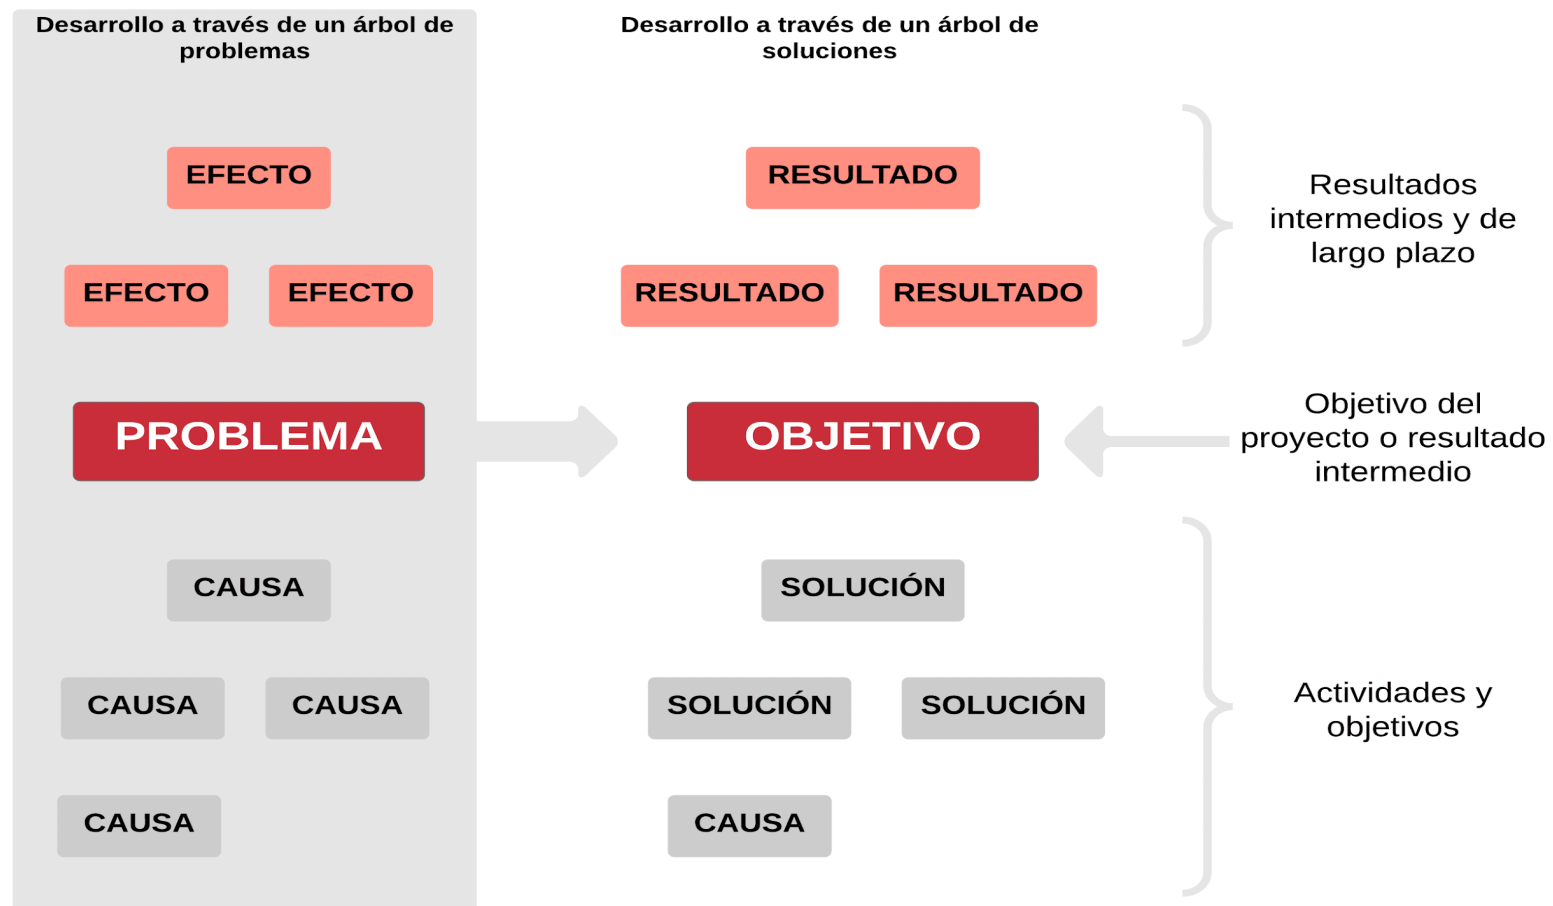 Desarrollo a través de un árbol de
problemas
Desarrollo a través de un árbol de
soluciones
EFECTO
RESULTADO
Resultados
intermedios y de
largo plazo
EFECTO
EFECTO
RESULTADO
RESULTADO
PROBLEMA
OBJETIVO
Objetivo del
proyecto o resultado
intermedio
CAUSA
SOLUCIÓN
CAUSA
CAUSA
SOLUCIÓN
SOLUCIÓN
Actividades y
objetivos
CAUSA
CAUSA